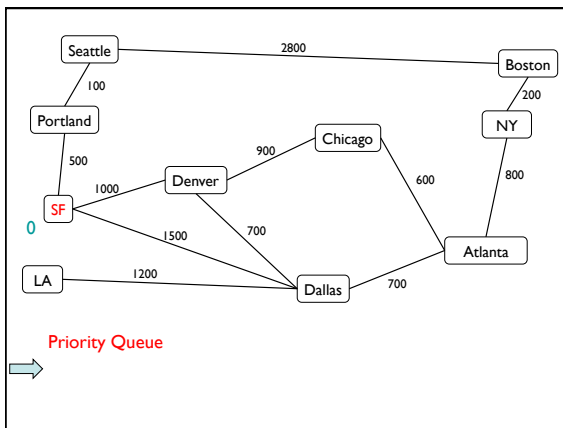 Seattle
2800
Boston
100
200
Portland
NY
Chicago
500
900
Denver
1000
600
800
SF
0
1500
700
Atlanta
LA
1200
Dallas
700
Priority Queue